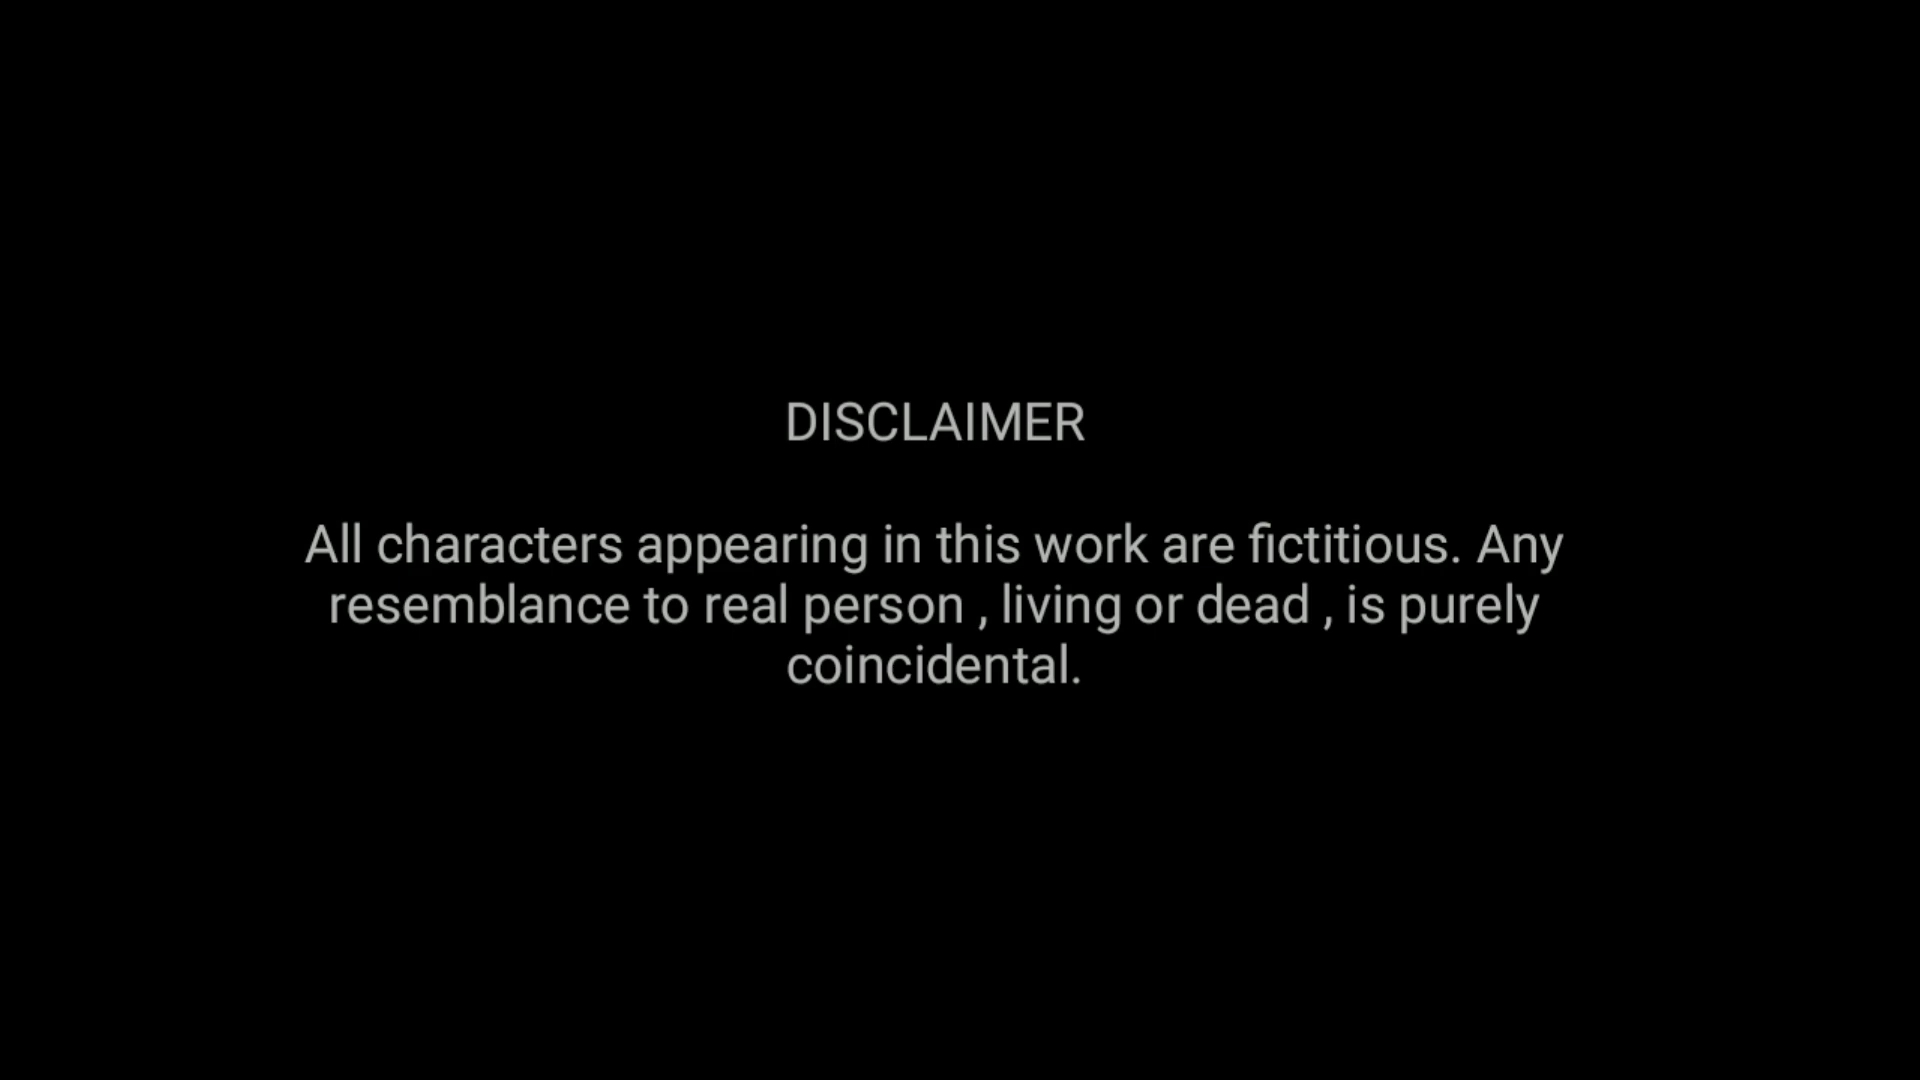 DISCLAIMER
All characters appearing in this work are fictitious. Any
resemblance to real person , living or dead , is purely
coincidental.